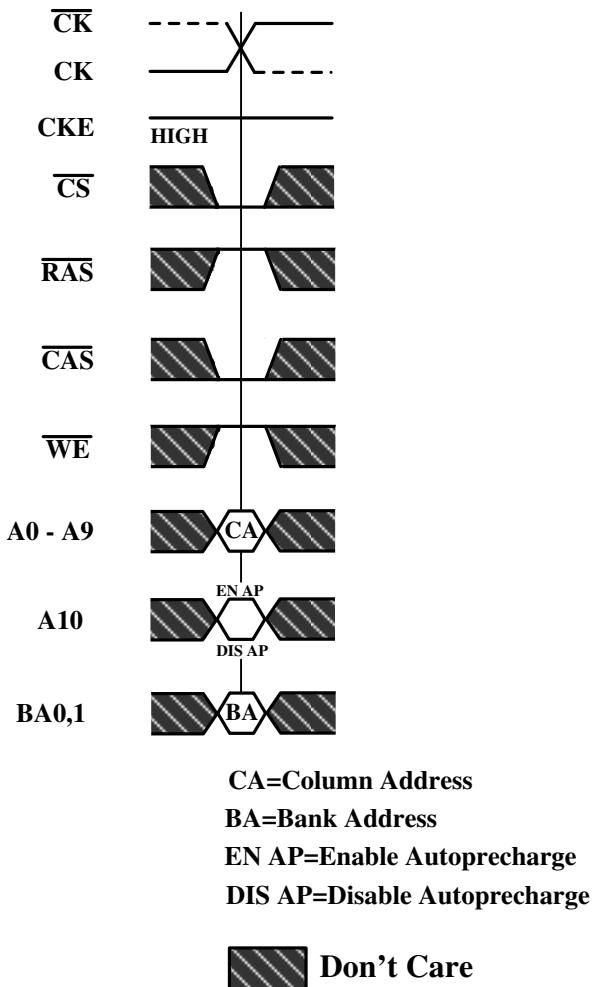 CK
CK
CKE
HIGH
CS
RAS
CAS
WE
A0 - A9
CA
EN AP
A10
DIS AP
BA0,1
BA
CA=Column Address
BA=Bank Address
EN AP=Enable Autoprecharge
DIS AP=Disable Autoprecharge
Don't Care